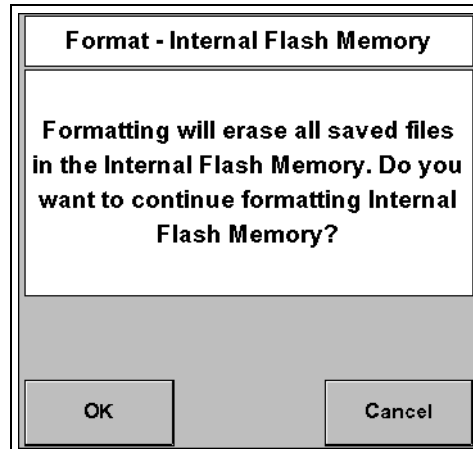 Format - Internal Flash Memory
Formatting will erase all saved files
in the Internal Flash Memory. Do you
want to continue formatting Internal
Flash Memory?
OK
Cancel